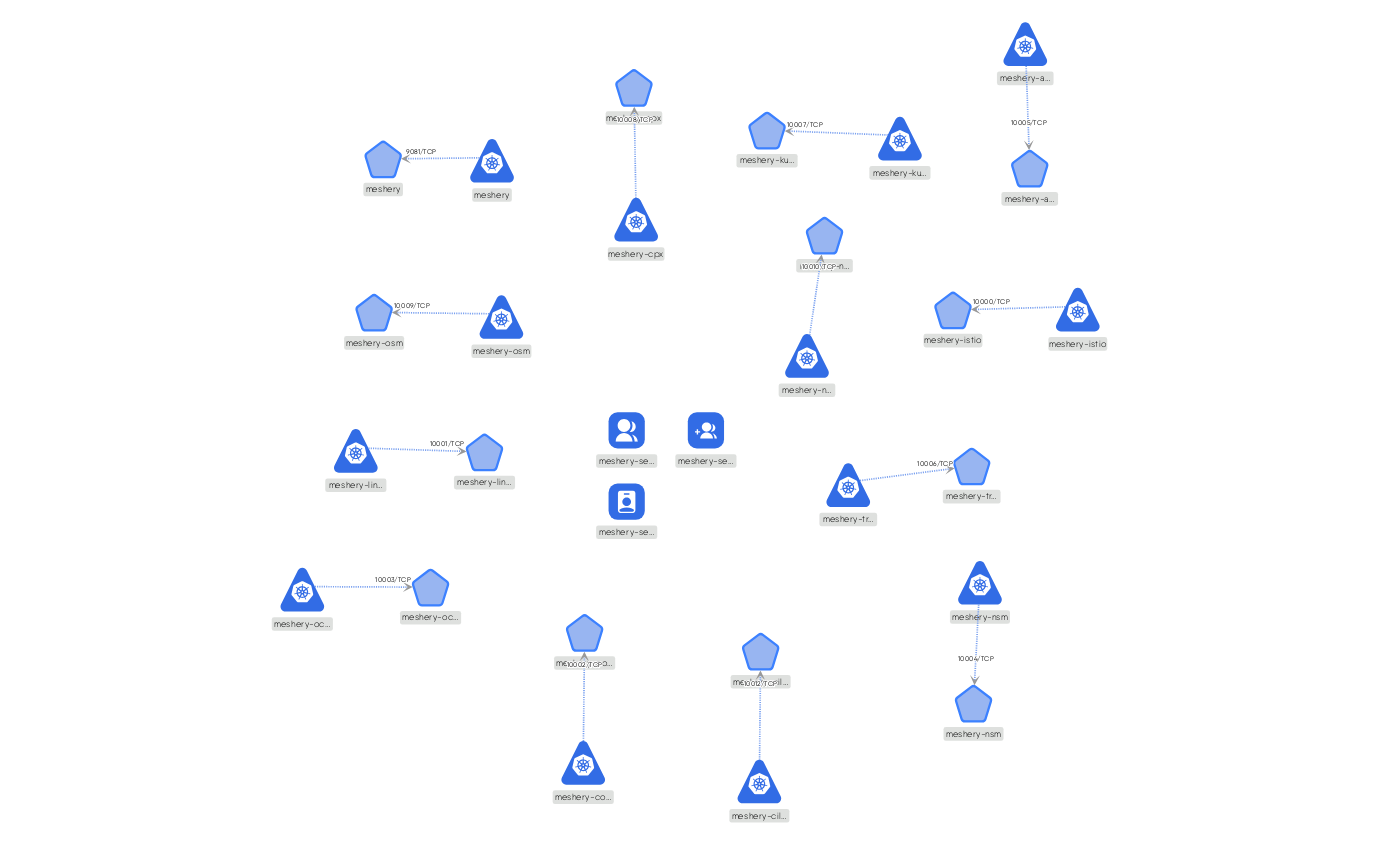 meshery-a...
10005/TCP
meshery-a...
10008/TCP
meshery-cpx
10007/TCP
meshery-ku...
meshery-ku...
9081/TCP
meshery
meshery
10010/TCP
meshery-n...
10009/TCP
meshery-osm
meshery-osm
10000/TCP
meshery-istio
meshery-istio
10001/TCP
meshery-lin...
meshery-lin...
meshery-se...
meshery-se...
meshery-se...
10006/TCP
meshery-tr...
meshery-tr...
10003/TCP
meshery-oc...
meshery-oc...
10002/TCP
meshery-co...
10012/TCP
meshery-cil...
meshery-nsm
10004/TCP
meshery-nsm